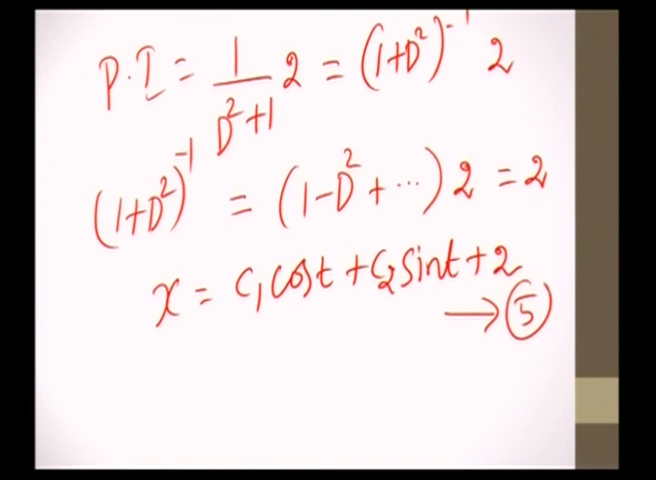 P.I = 1/(D²+1) 2 = (1+D²)⁻¹ 2
(1+D²)⁻¹ = (1-D²+...) 2 = 2
x = c₁cost + c₂sint + 2
→ ⑤